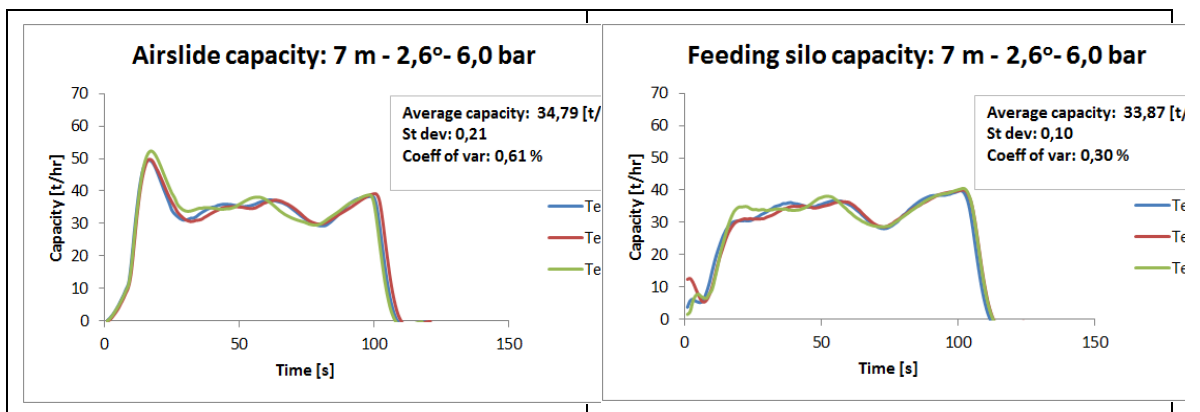 Airslide capacity: 7 m - 2,6º- 6,0 bar
70
60
50
40
30
20
10
0
Capacity [t/hr]
0
50
100
150
Time [s]
Average capacity: 34,79 [t/
St dev: 0,21
Coeff of var: 0,61 %
Te
Te
Te
Feeding silo capacity: 7 m - 2,6º- 6,0 bar
70
60
50
40
30
20
10
0
Capacity [t/hr]
0
50
100
150
Time [s]
Average capacity: 33,87 [t/
St dev: 0,10
Coeff of var: 0,30 %
Te
Te
Te